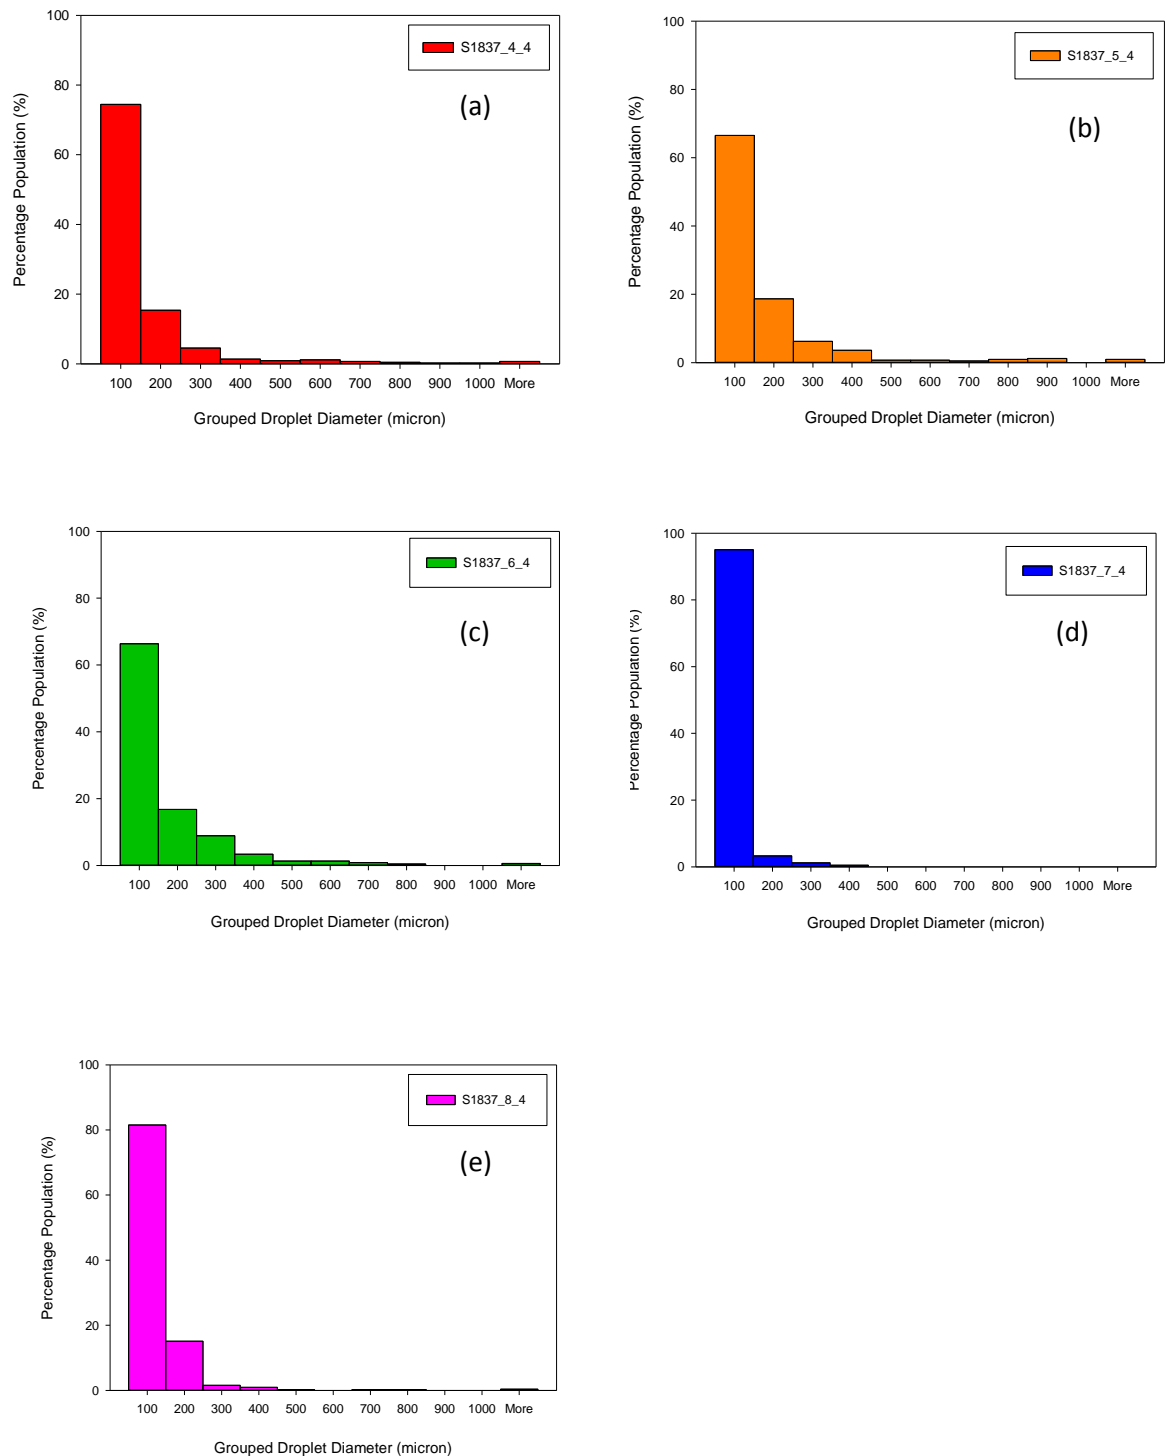 S1837_4_4
(a)
Percentage Population (%)
100
80
60
40
20
0
100 200 300 400 500 600 700 800 900 1000 More
Grouped Droplet Diameter (micron)
S1837_5_4
(b)
Percentage Population (%)
100
80
60
40
20
0
100 200 300 400 500 600 700 800 900 1000 More
Grouped Droplet Diameter (micron)
S1837_6_4
(c)
Percentage Population (%)
100
80
60
40
20
0
100 200 300 400 500 600 700 800 900 1000 More
Grouped Droplet Diameter (micron)
S1837_7_4
(d)
Percentage Population (%)
100
80
60
40
20
0
100 200 300 400 500 600 700 800 900 1000 More
Grouped Droplet Diameter (micron)
S1837_8_4
(e)
Percentage Population (%)
100
80
60
40
20
0
100 200 300 400 500 600 700 800 900 1000 More
Grouped Droplet Diameter (micron)